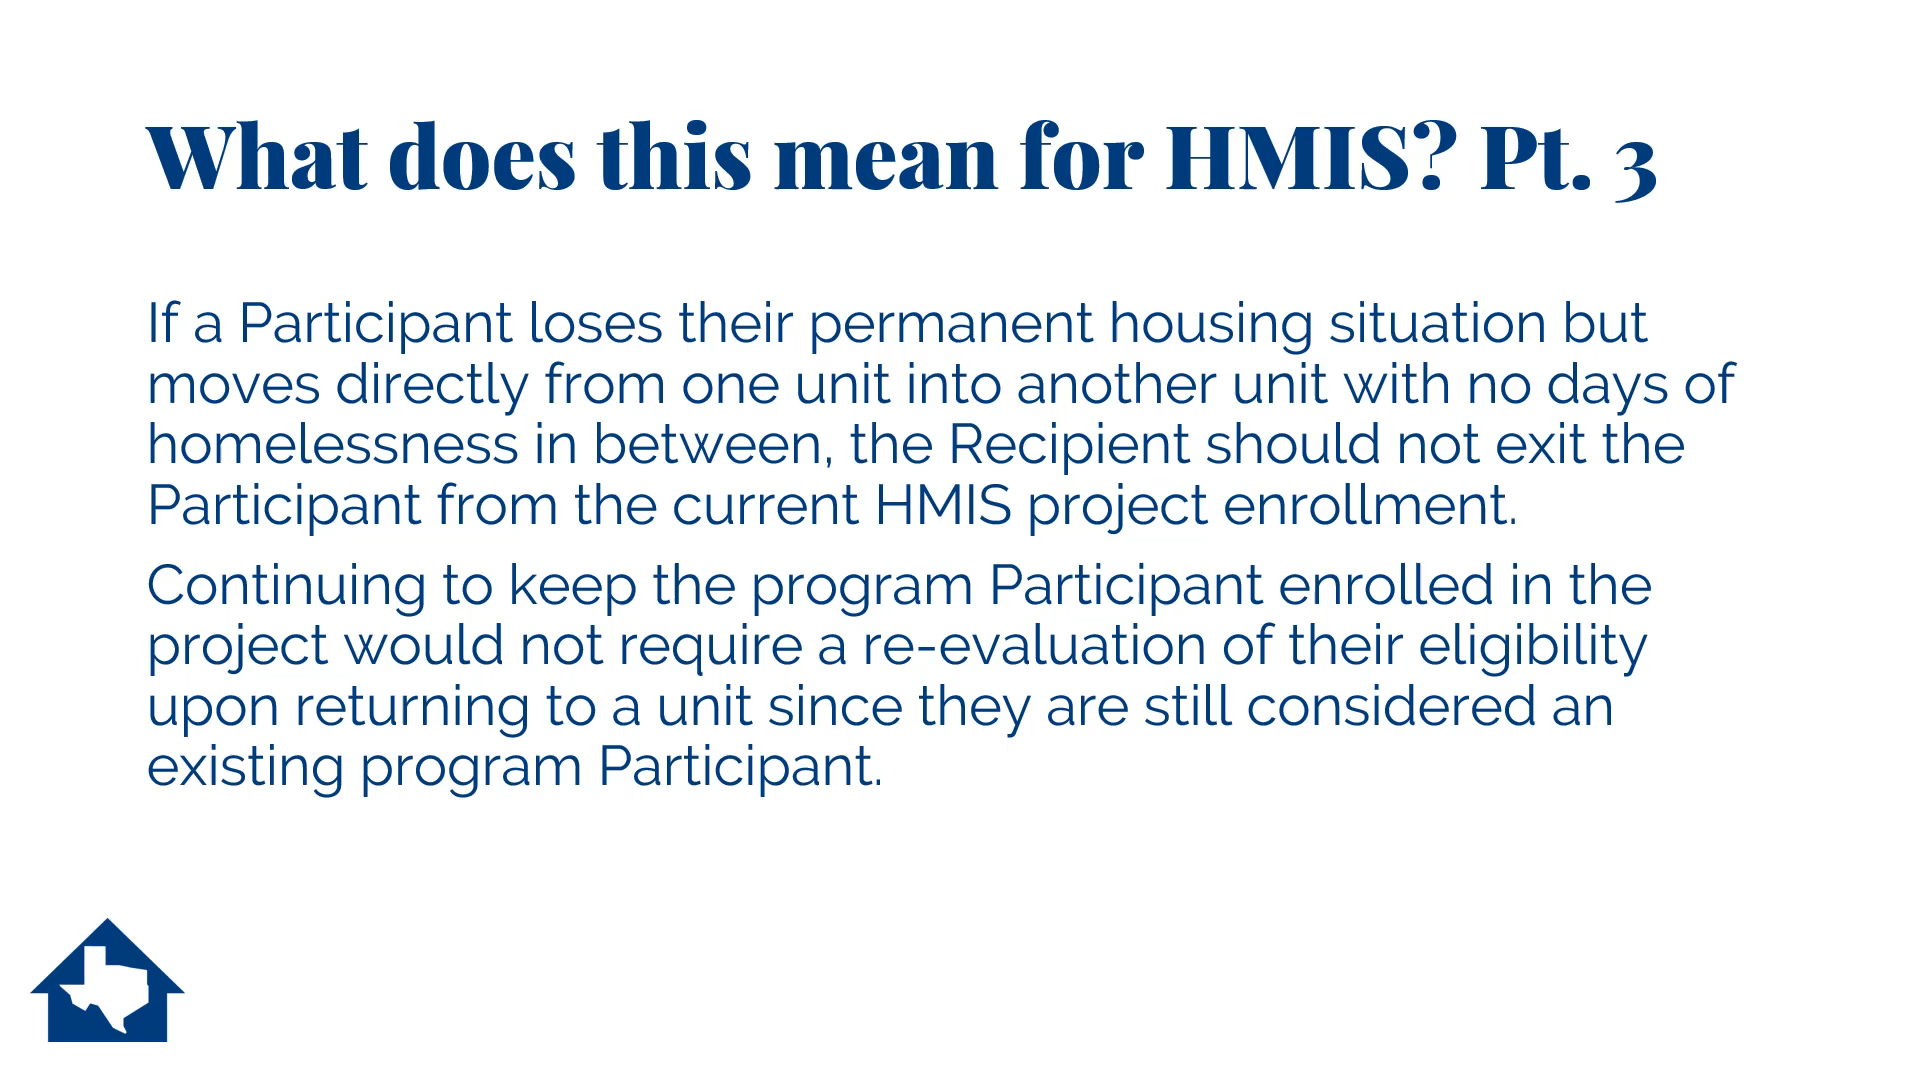 What does this mean for HMIS? Pt. 3
If a Participant loses their permanent housing situation but
moves directly from one unit into another unit with no days of
homelessness in between, the Recipient should not exit the
Participant from the current HMIS project enrollment.
Continuing to keep the program Participant enrolled in the
project would not require a re-evaluation of their eligibility
upon returning to a unit since they are still considered an
existing program Participant.